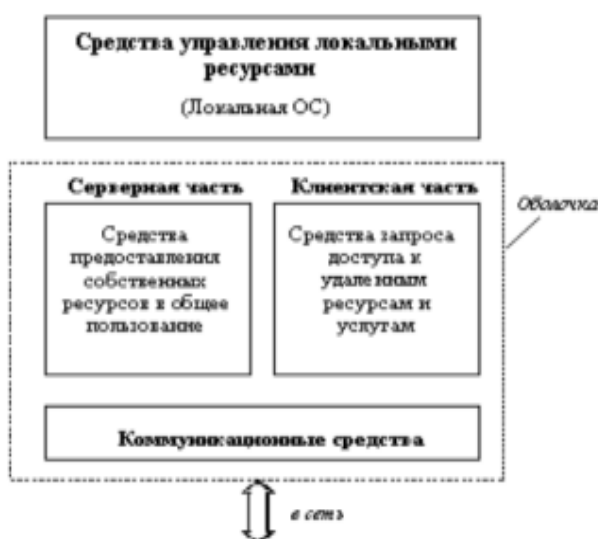 Средства управления локальными
ресурсами
(Локальная ОС)
Серверная часть
Клиентская часть
Оболочка
Средства
предоставления
собственных
ресурсов в общее
пользование
Средства запроса
доступа к
удаленным
ресурсам и
услугам
Коммуникационные средства
в сеть